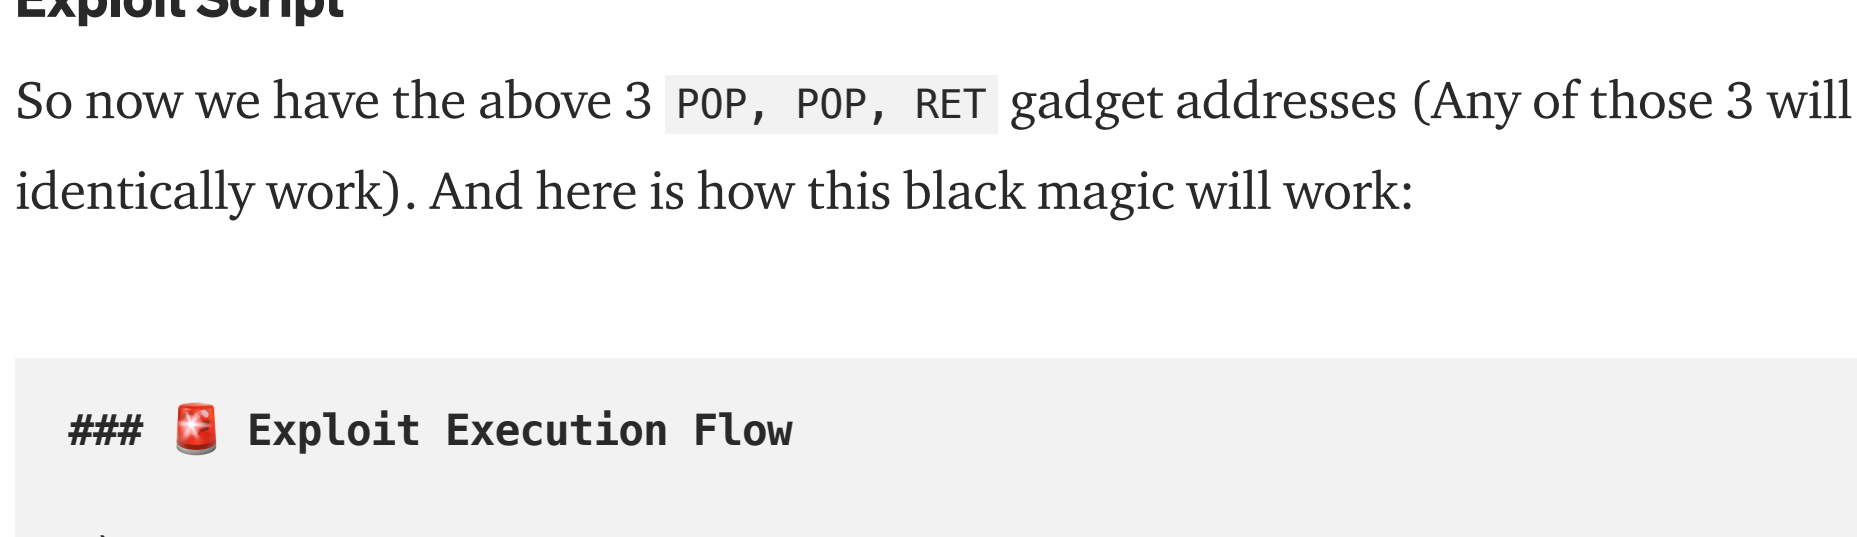 Exploit Script
So now we have the above 3 POP, POP, RET gadget addresses (Any of those 3 will
identically work). And here is how this black magic will work:
### 🚨 Exploit Execution Flow